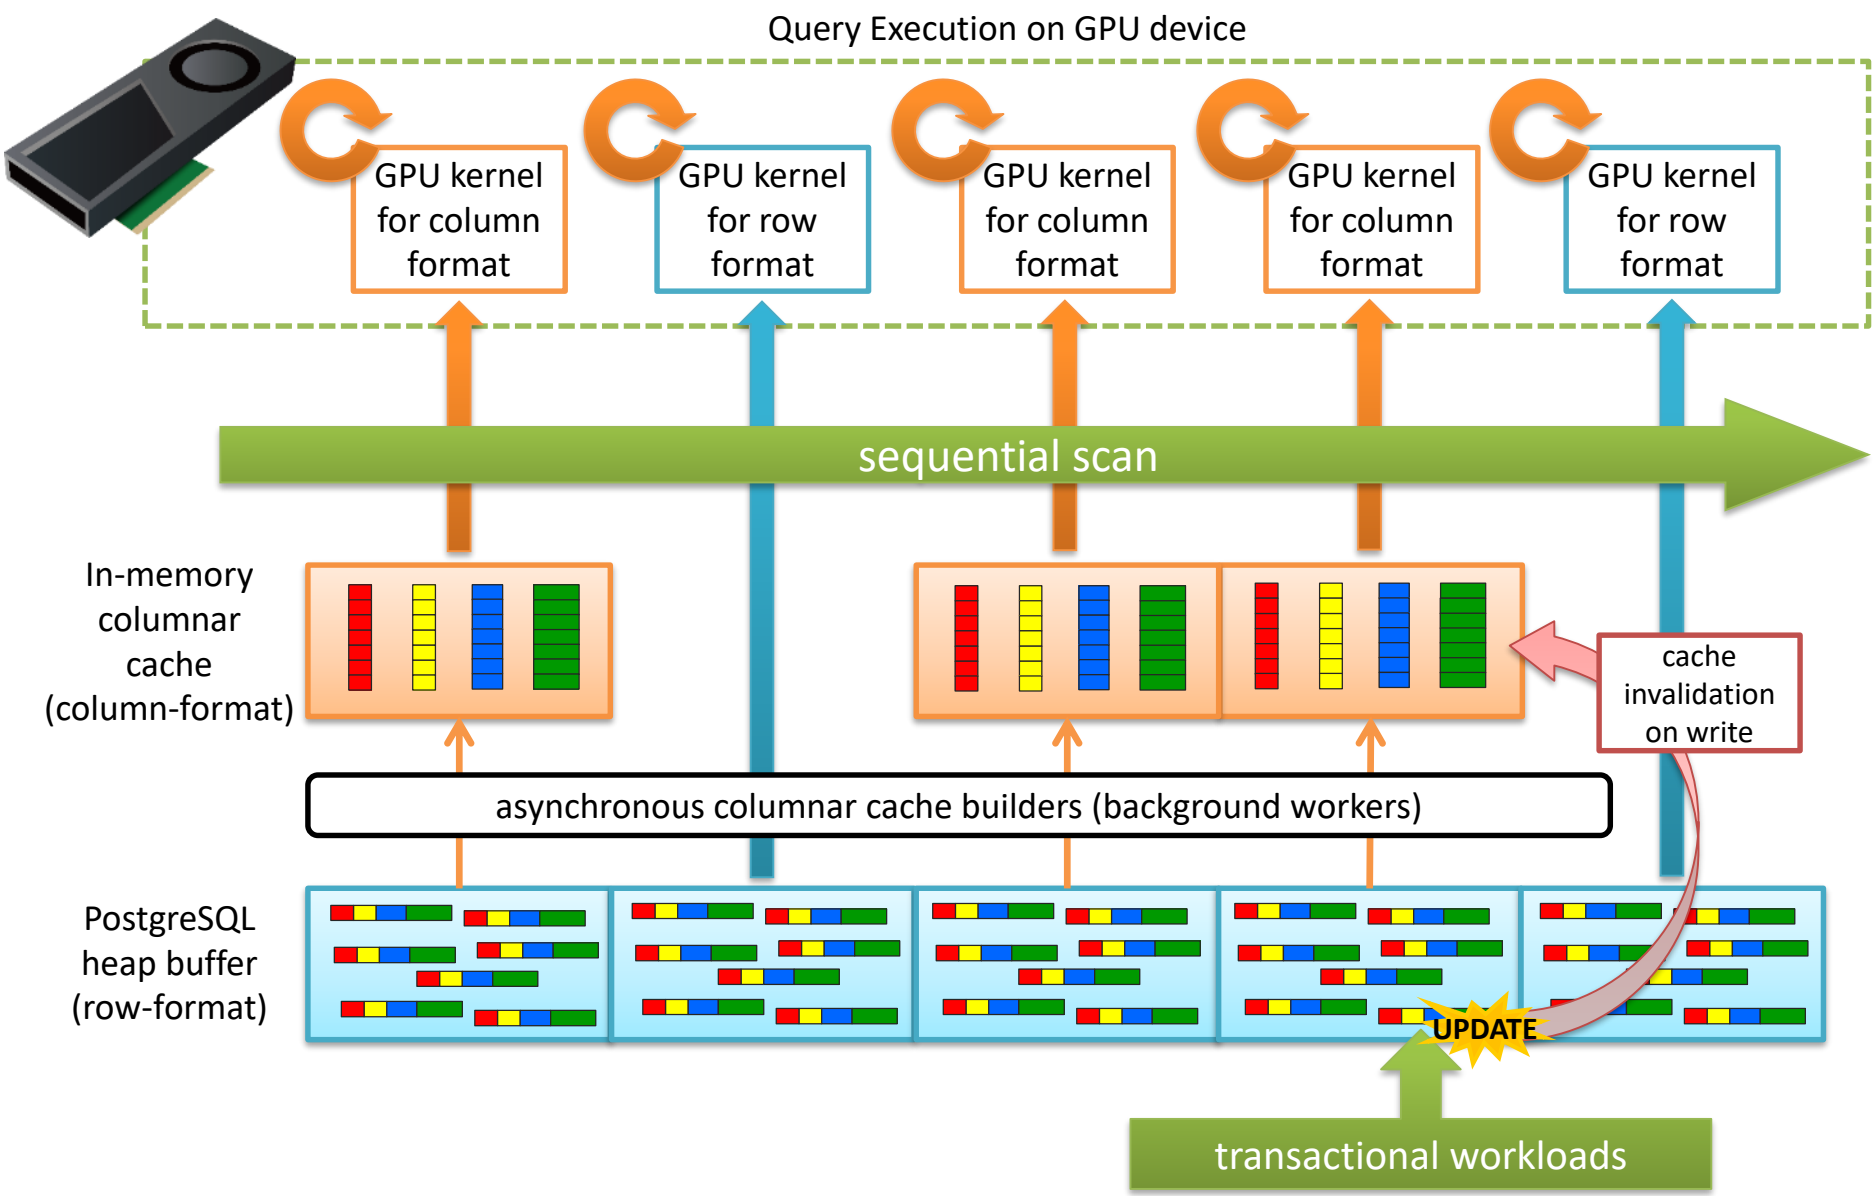 Query Execution on GPU device
GPU kernel
for column
format
GPU kernel
for row
format
GPU kernel
for column
format
GPU kernel
for column
format
GPU kernel
for row
format
sequential scan
In-memory
columnar
cache
(column-format)
cache
invalidation
on write
asynchronous columnar cache builders (background workers)
PostgreSQL
heap buffer
(row-format)
UPDATE
transactional workloads